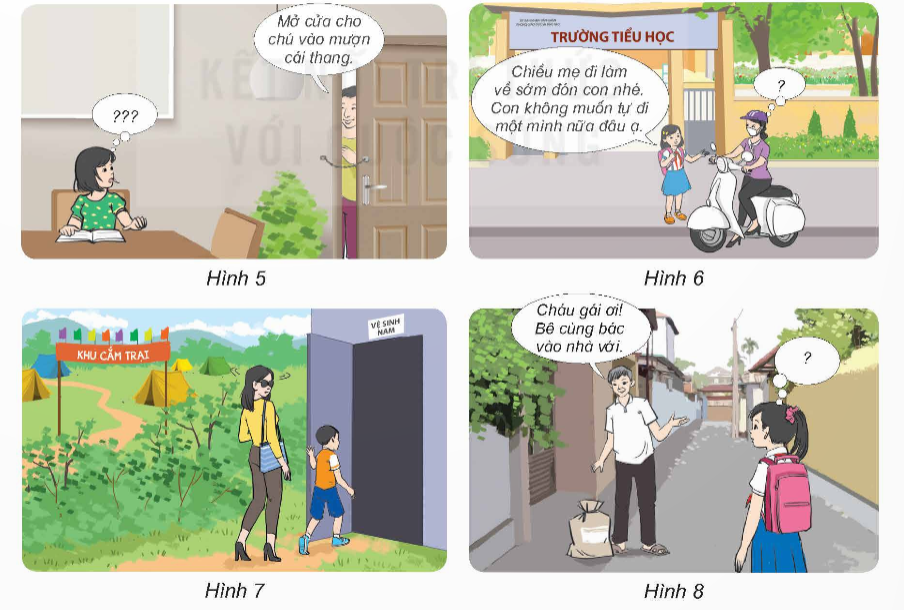 Mở cửa cho
chú vào mượn
cái thang.
???
Hình 5
TRƯỜNG TIỂU HỌC
Chiều mẹ đi làm
về sớm đón con nhé.
Con không muốn tự đi
một mình nữa đâu ạ.
?
Hình 6
KHU CẮM TRẠI
VỆ SINH
NAM
Hình 7
Cháu gái ơi!
Bê cùng bác
vào nhà với.
?
Hình 8